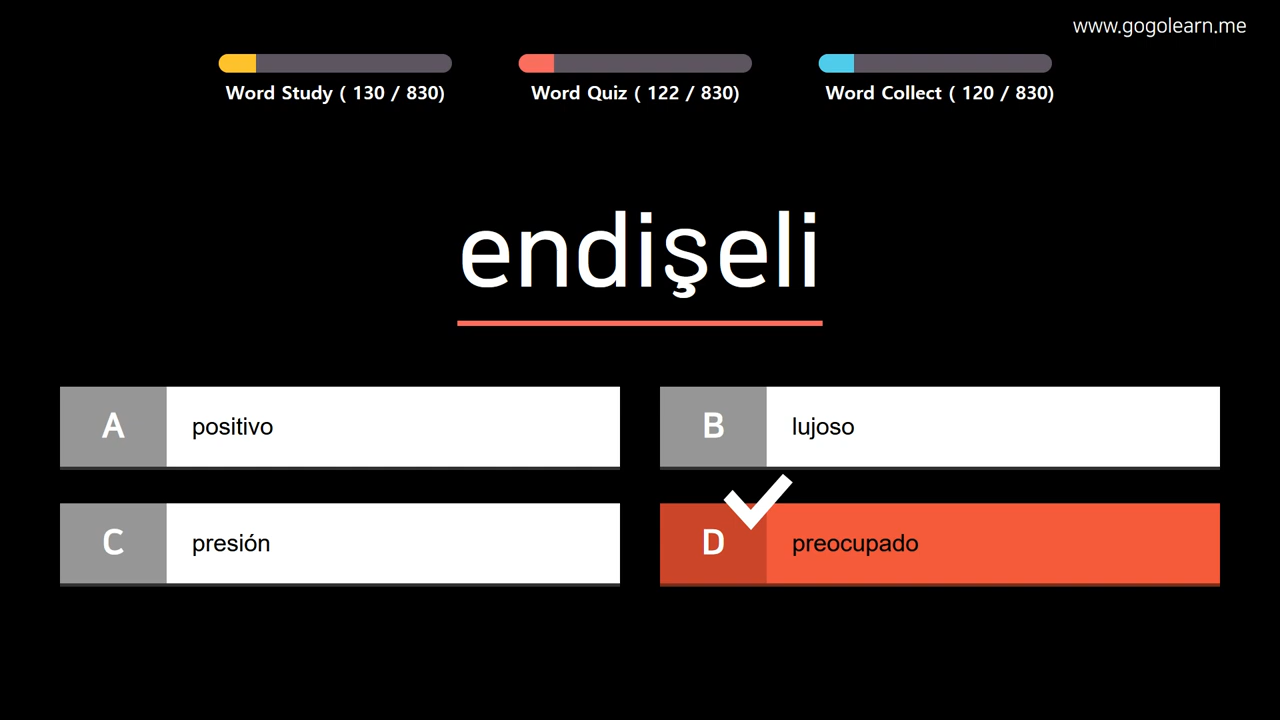 www.gogolearn.me
Word Study ( 130 / 830)
Word Quiz ( 122 / 830)
Word Collect ( 120 / 830)
endişeli
A positivo
B lujoso
C presión
D preocupado